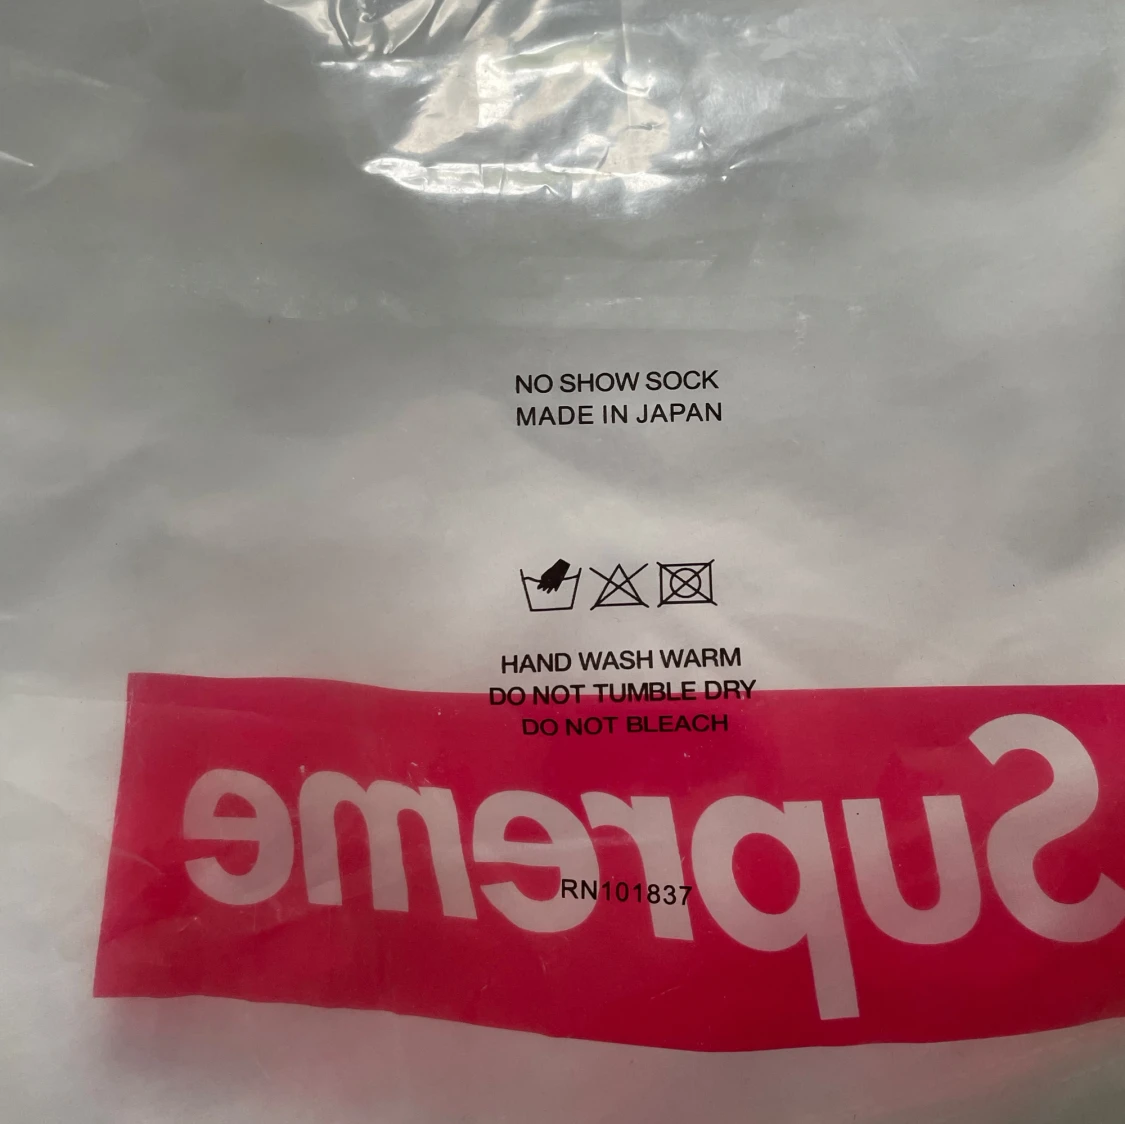 NO SHOW SOCK
MADE IN JAPAN
HAND WASH WARM
DO NOT TUMBLE DRY
DO NOT BLEACH
Supreme
RN101837